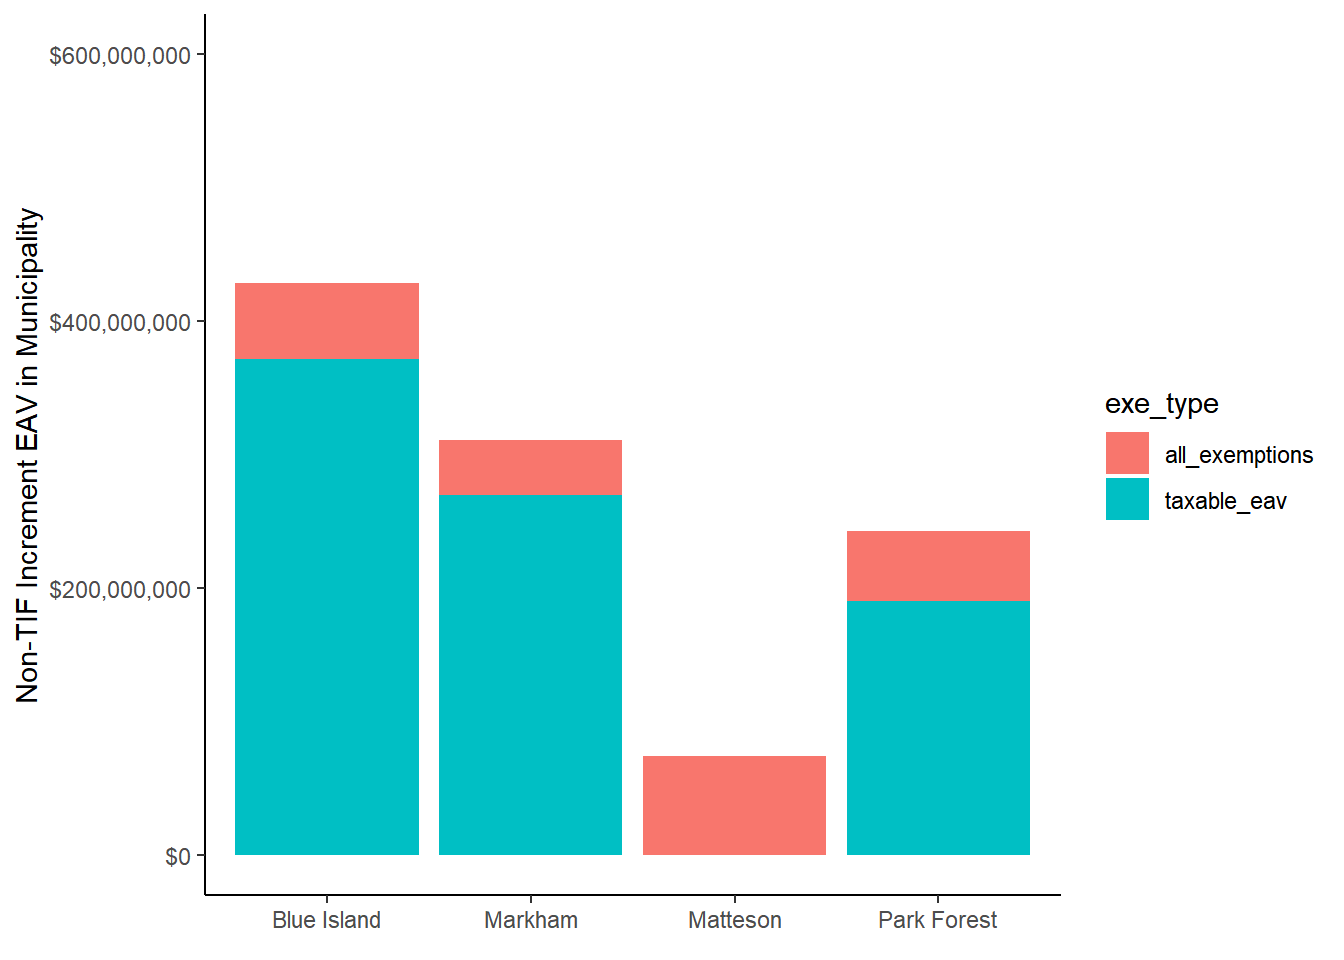 Non-TIF Increment EAV in Municipality
$600,000,000
$400,000,000
$200,000,000
$0
Blue Island
Markham
Matteson
Park Forest
exe_type
all_exemptions
taxable_eav